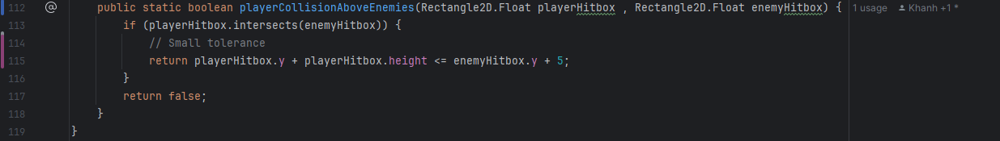 112 @ public static boolean playerCollisionAboveEnemies(Rectangle2D.Float playerHitbox , Rectangle2D.Float enemyHitbox) { 1 usage Khanh +1 *
113 if (playerHitbox.intersects(enemyHitbox)) {
114 // Small tolerance
115 return playerHitbox.y + playerHitbox.height <= enemyHitbox.y + 5;
116 }
117 return false;
118 }
119 }